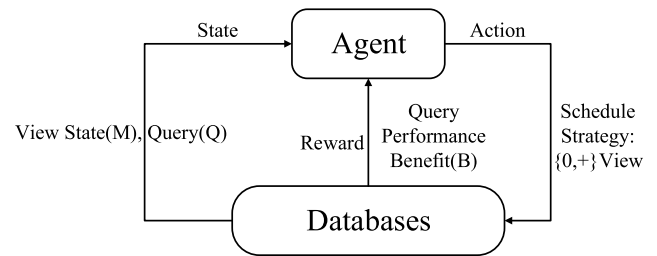 State
Agent
Action
View State(M), Query(Q)
Reward
Query
Performance
Benefit(B)
Schedule
Strategy:
{0,+}View
Databases